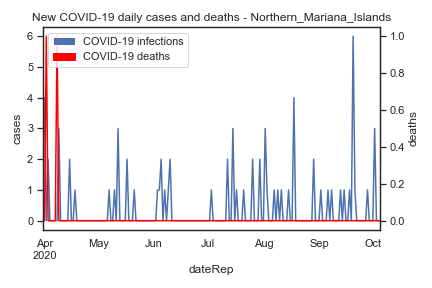 New COVID-19 daily cases and deaths - Northern_Mariana_Islands
COVID-19 infections
COVID-19 deaths
6
5
4
3
2
1
0
cases
1.0
0.8
0.6
0.4
0.2
0.0
deaths
Apr May Jun Jul Aug Sep Oct
2020
dateRep